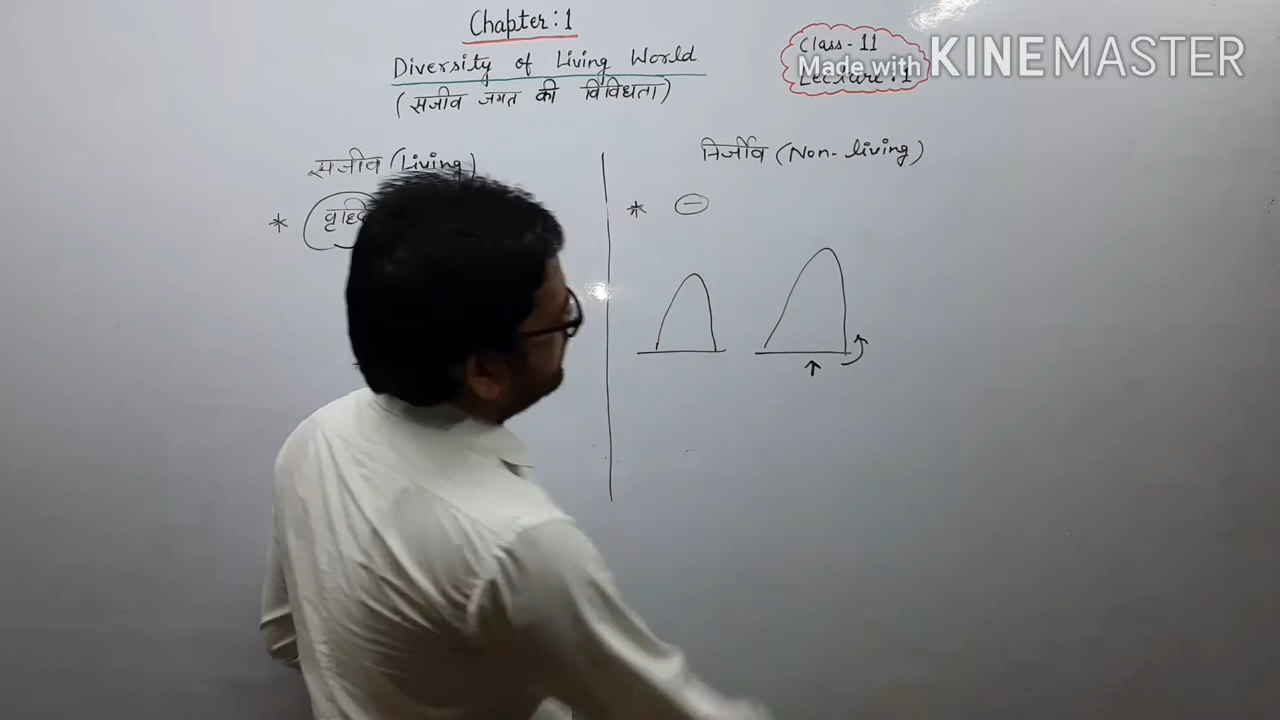 Chapter : 1
Diversity of Living World
(सजीव जगत की विविधता)
Class - 11
Lecture : 1
Made with KINEMASTER
सजीव (Living)
*
निर्जीव (Non-living)
* ⊖